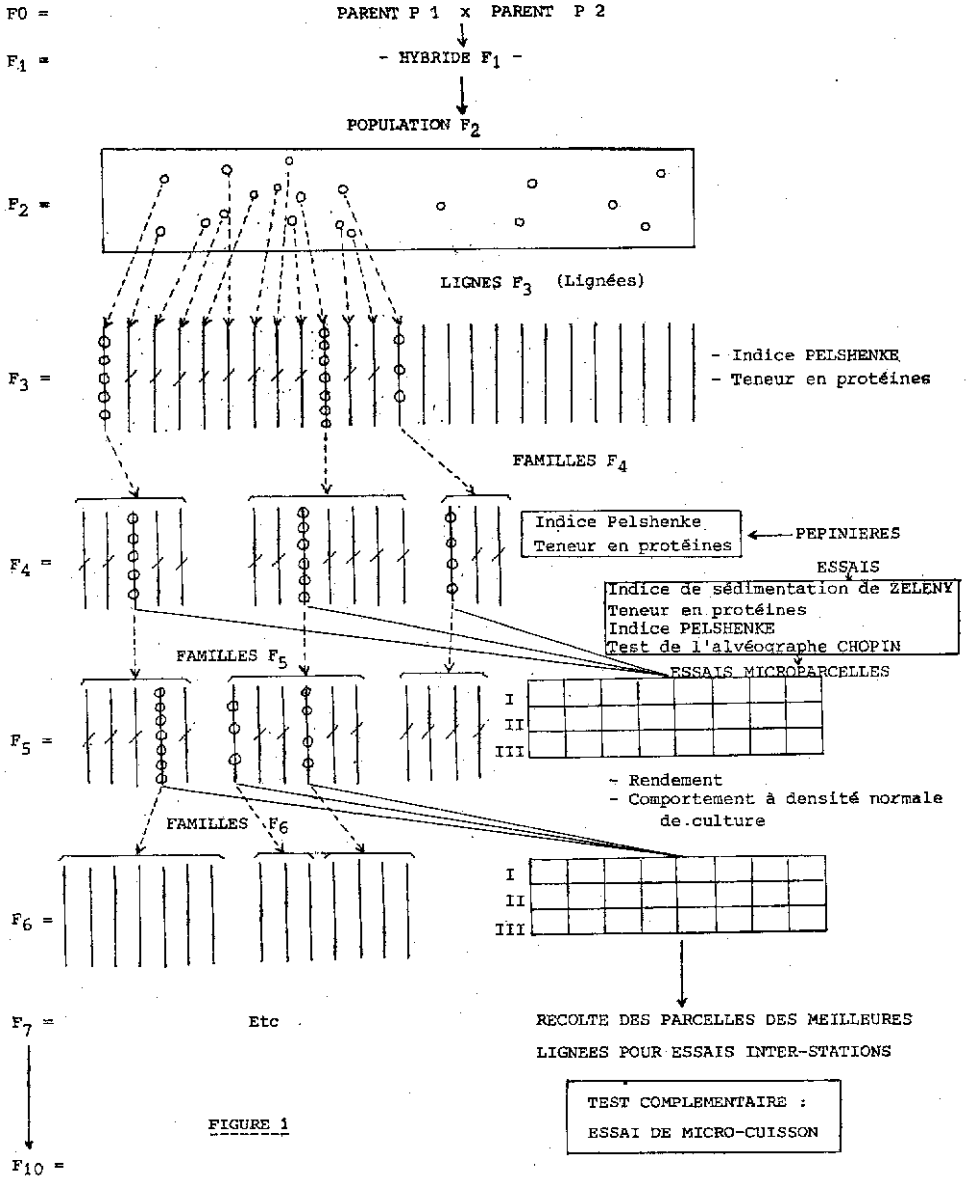 F0 = PARENT P 1 x PARENT P 2
F1 = - HYBRIDE F1 -
POPULATION F2
F2 =
LIGNES F3 (Lignées)
F3 =
- Indice PELSHENKE
- Teneur en protéines
FAMILLES F4
F4 =
Indice Pelshenke
Teneur en protéines
PEPINIERES
ESSAIS
Indice de sédimentation de ZELENY
Teneur en protéines
Indice PELSHENKE
Test de l'alvéographe CHOPIN
FAMILLES F5
ESSAIS MICROPARCELLES
F5 =
I
II
III
- Rendement
- Comportement à densité normale
de culture
FAMILLES F6
F6 =
I
II
III
F7 = Etc
RECOLTE DES PARCELLES DES MEILLEURES
LIGNEES POUR ESSAIS INTER-STATIONS
TEST COMPLEMENTAIRE :
ESSAI DE MICRO-CUISSON
FIGURE 1
F10 =